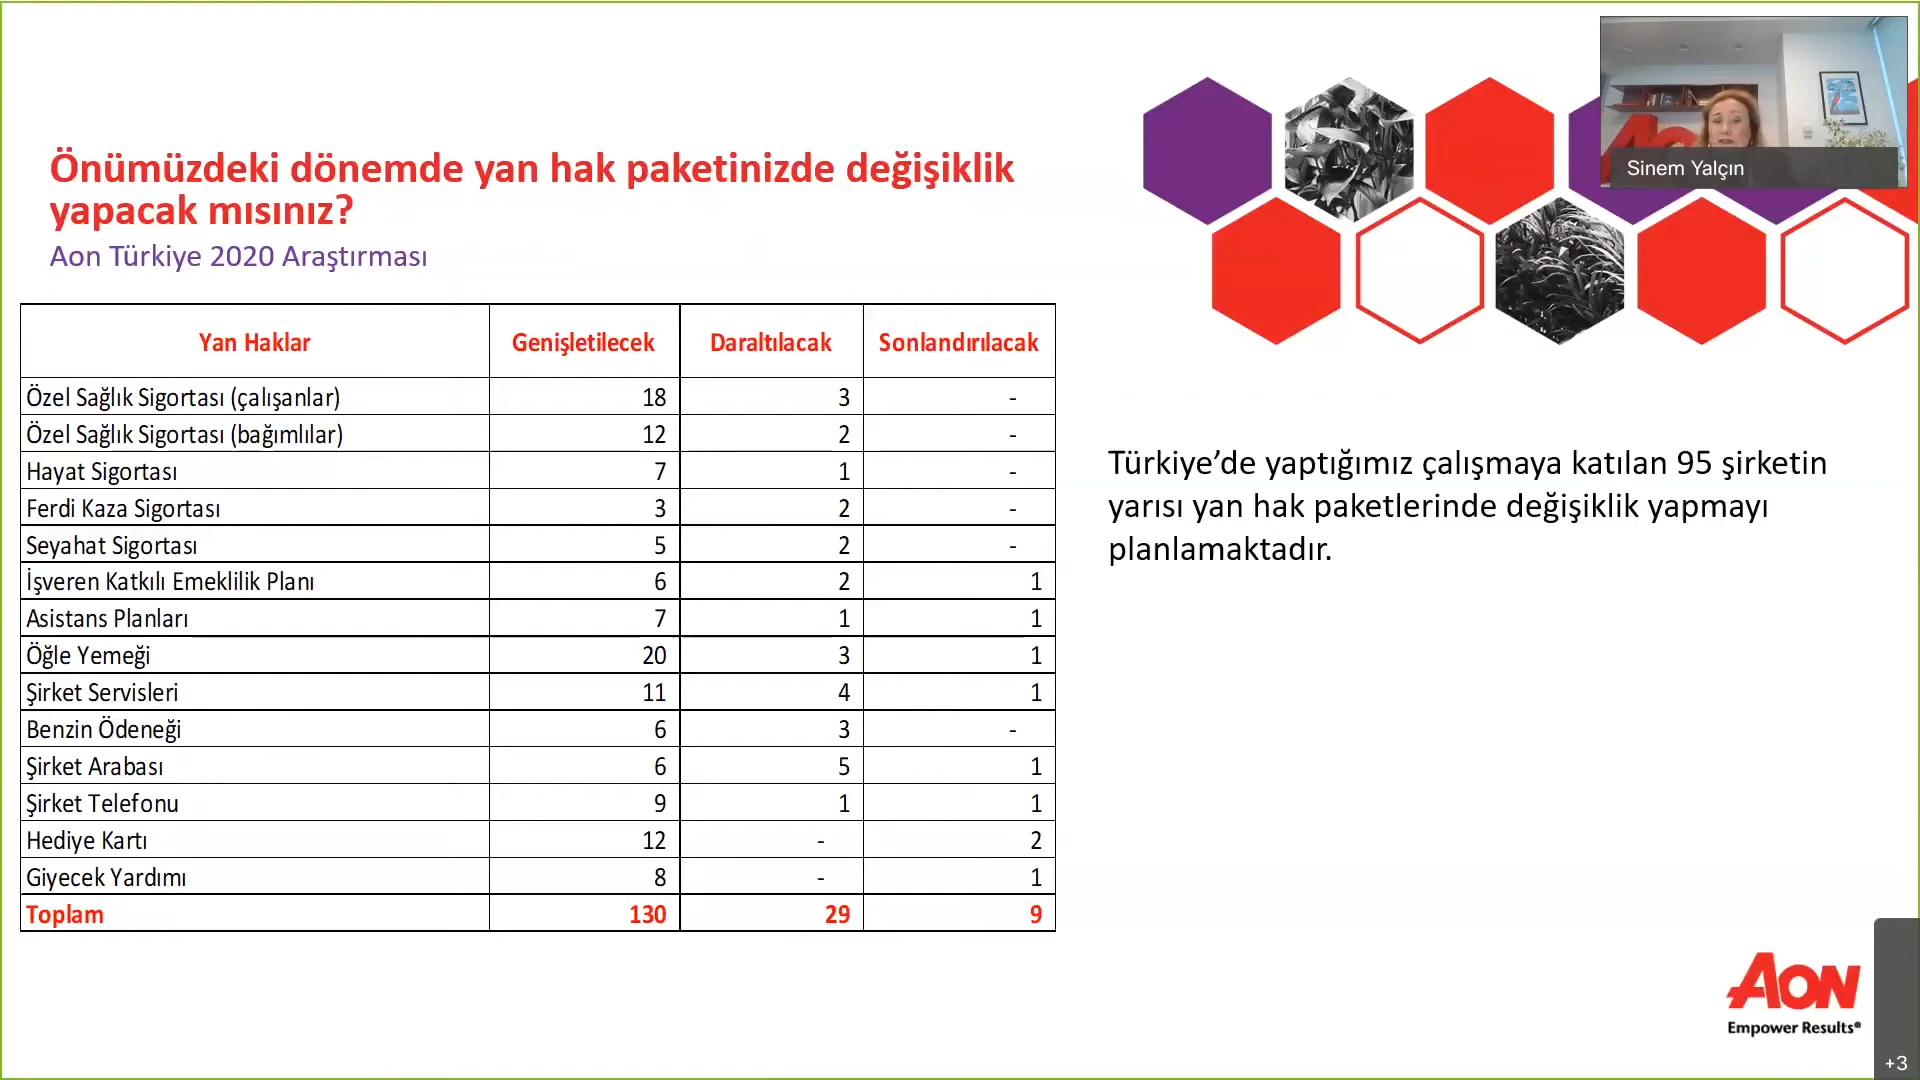 Önümüzdeki dönemde yan hak paketinizde değişiklik
yapacak mısınız?
Aon Türkiye 2020 Araştırması
Yan Haklar Genişletilecek Daraltılacak Sonlandırılacak
Özel Sağlık Sigortası (çalışanlar) 18 3 -
Özel Sağlık Sigortası (bağımlılar) 12 2 -
Hayat Sigortası 7 1 -
Ferdi Kaza Sigortası 3 2 -
Seyahat Sigortası 5 2 -
İşveren Katkılı Emeklilik Planı 6 2 1
Asistans Planları 7 1 1
Öğle Yemeği 20 3 1
Şirket Servisleri 11 4 1
Benzin Ödeneği 6 3 -
Şirket Arabası 6 5 1
Şirket Telefonu 9 1 1
Hediye Kartı 12 - 2
Giyecek Yardımı 8 - 1
Toplam 130 29 9
Sinem Yalçın
Türkiye’de yaptığımız çalışmaya katılan 95 şirketin
yarısı yan hak paketlerinde değişiklik yapmayı
planlamaktadır.
AON
Empower Results®
+3